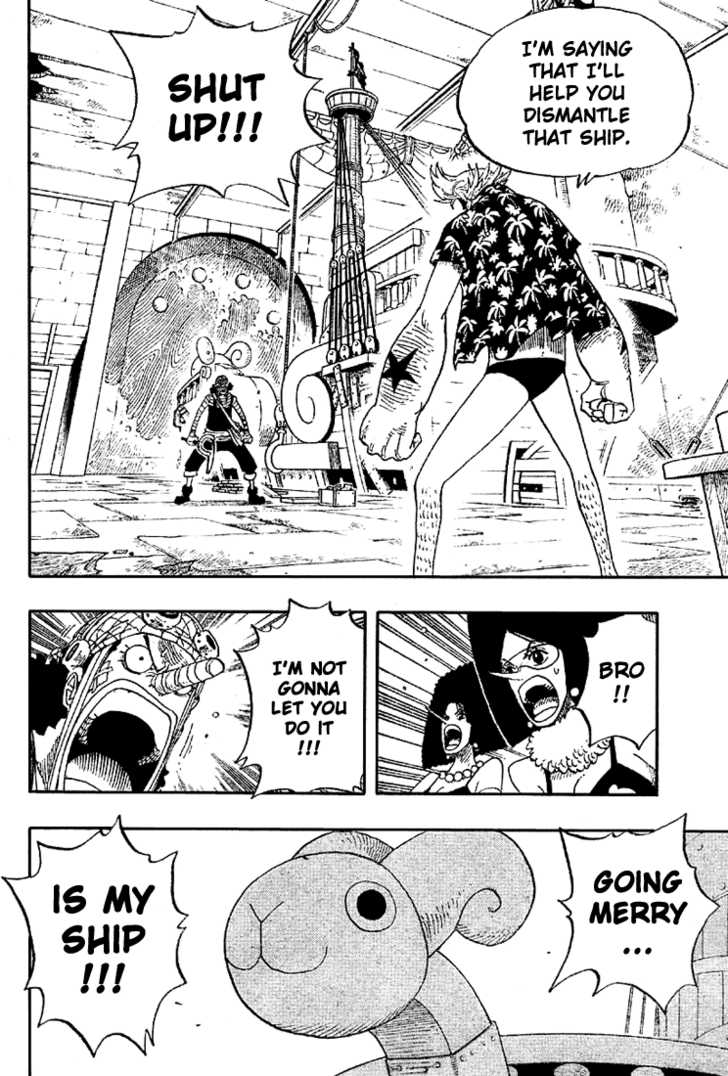 I'M SAYING
THAT I'LL
HELP YOU
DISMANTLE
THAT SHIP.
SHUT
UP!!!
BRO
!!
I'M NOT
GONNA
LET YOU
DO IT
!!!
GOING
MERRY
...
IS MY
SHIP
!!!